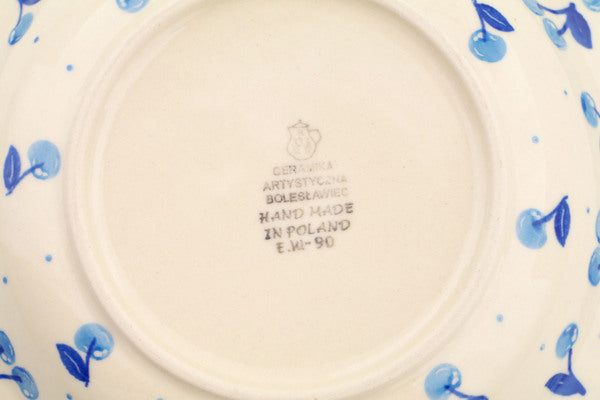 CERAMIKA
ARTYSTYCZNA
BOLESŁAWIEC
HAND MADE
IN POLAND
E.W-90